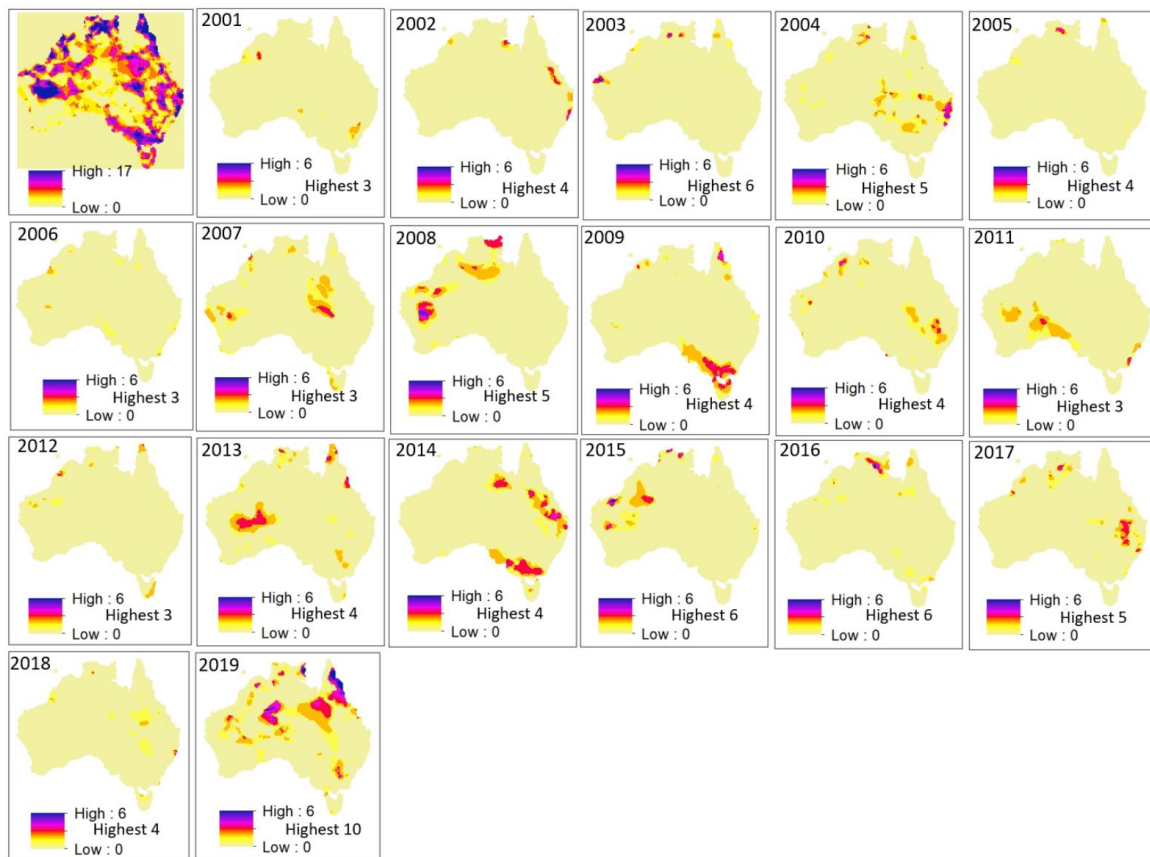 High : 17
Low : 0
2001
High : 6
Highest 3
Low : 0
2002
High : 6
Highest 4
Low : 0
2003
High : 6
Highest 6
Low : 0
2004
High : 6
Highest 5
Low : 0
2005
High : 6
Highest 4
Low : 0
2006
High : 6
Highest 3
Low : 0
2007
High : 6
Highest 3
Low : 0
2008
High : 6
Highest 5
Low : 0
2009
High : 6
Highest 4
Low : 0
2010
High : 6
Highest 4
Low : 0
2011
High : 6
Highest 3
Low : 0
2012
High : 6
Highest 3
Low : 0
2013
High : 6
Highest 4
Low : 0
2014
High : 6
Highest 4
Low : 0
2015
High : 6
Highest 6
Low : 0
2016
High : 6
Highest 6
Low : 0
2017
High : 6
Highest 5
Low : 0
2018
High : 6
Highest 4
Low : 0
2019
High : 6
Highest 10
Low : 0